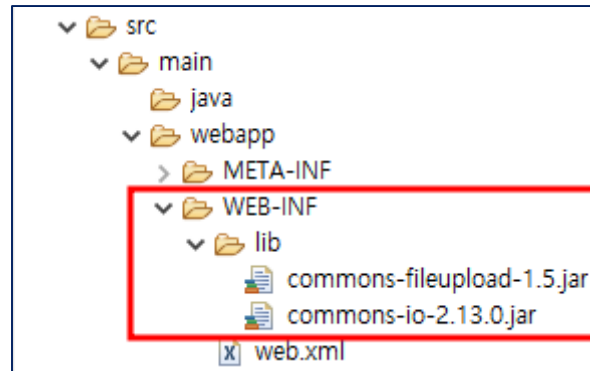 src
main
java
webapp
META-INF
WEB-INF
lib
commons-fileupload-1.5.jar
commons-io-2.13.0.jar
web.xml